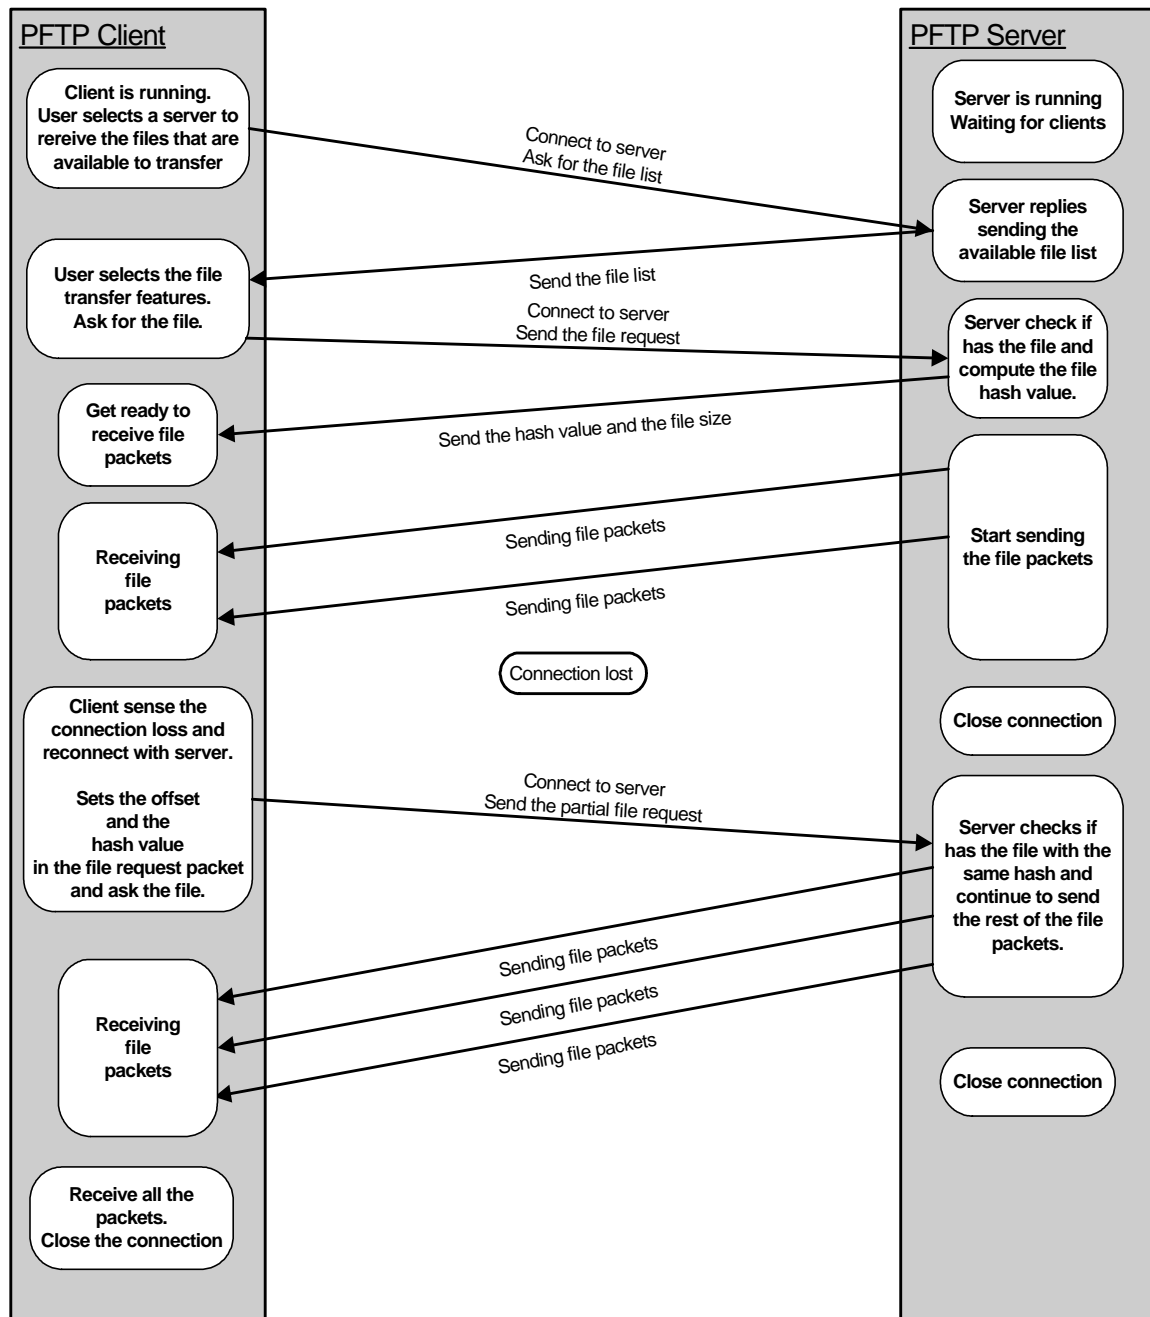 PFTP Client
PFTP Server
Client is running.
User selects a server to
rereive the files that are
available to transfer
Server is running
Waiting for clients
Connect to server
Ask for the file list
Server replies
sending the
available file list
User selects the file
transfer features.
Ask for the file.
Send the file list
Connect to server
Send the file request
Server check if
has the file and
compute the file
hash value.
Get ready to
receive file
packets
Send the hash value and the file size
Start sending
the file packets
Sending file packets
Receiving
file
packets
Sending file packets
Connection lost
Client sense the
connection loss and
reconnect with server.
Sets the offset
and the
hash value
in the file request packet
and ask the file.
Close connection
Connect to server
Send the partial file request
Server checks if
has the file with the
same hash and
continue to send
the rest of the file
packets.
Sending file packets
Sending file packets
Sending file packets
Receiving
file
packets
Close connection
Receive all the
packets.
Close the connection